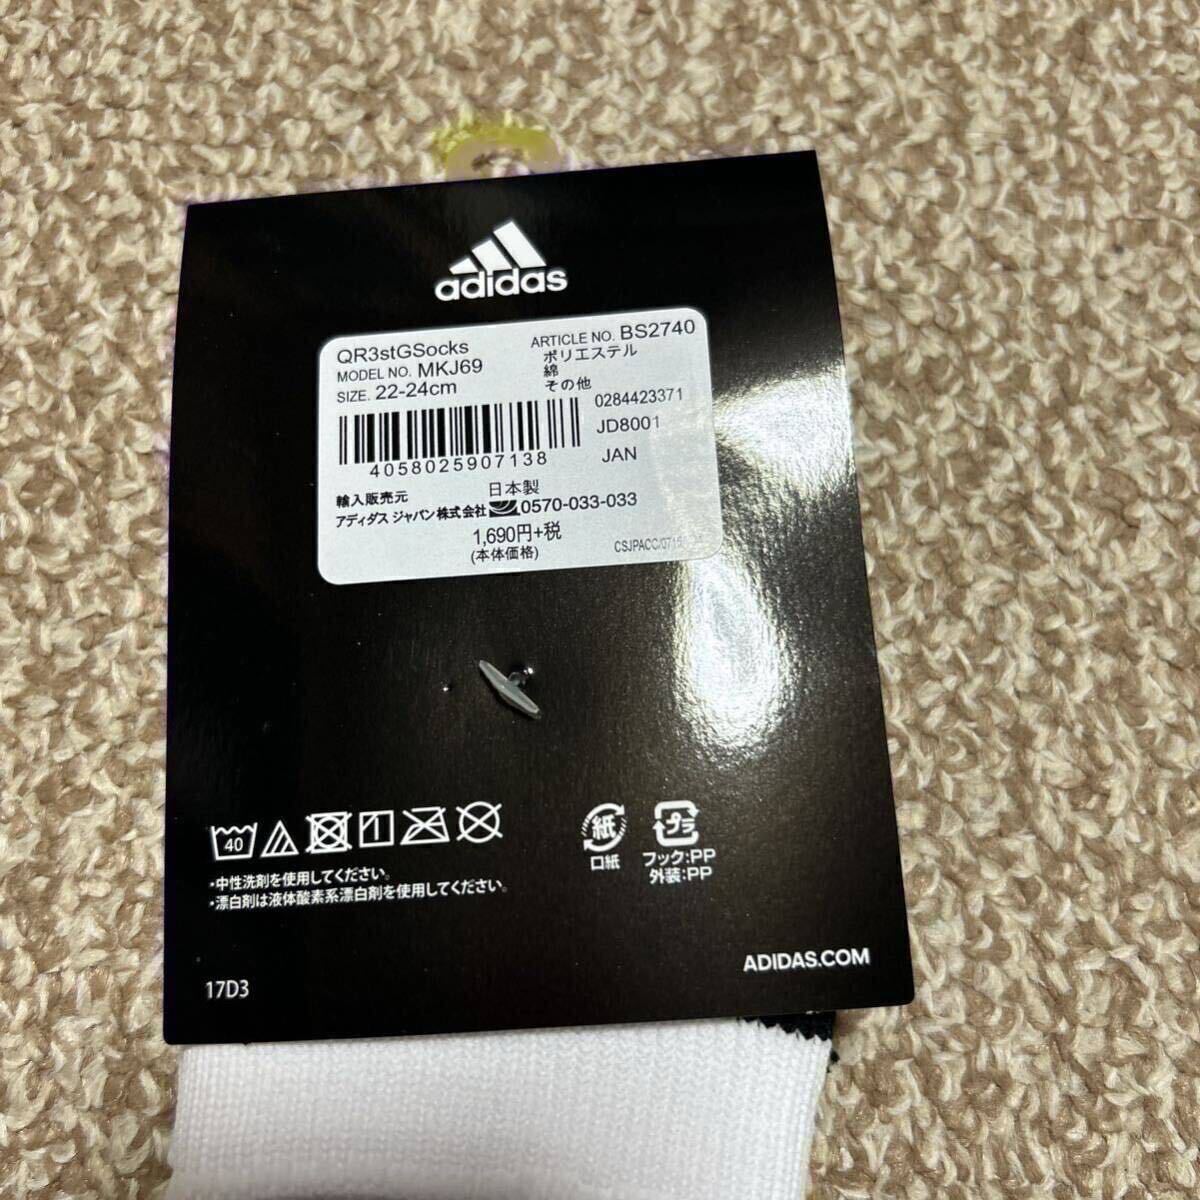 adidas
QR3stGSocks
MODEL NO. MKJ69
SIZE. 22-24cm
ARTICLE NO. BS2740
ポリエステル
綿
その他
0284423371
JD8001
JAN
4058025907138
日本製
輸入販売元
アディダス ジャパン株式会社 0570-033-033
1,690円+税
(本体価格)
40
・中性洗剤を使用してください。
・漂白剤は液体酸素系漂白剤を使用してください。
紙
口紙
プラ
フック:PP
外装:PP
17D3
ADIDAS.COM